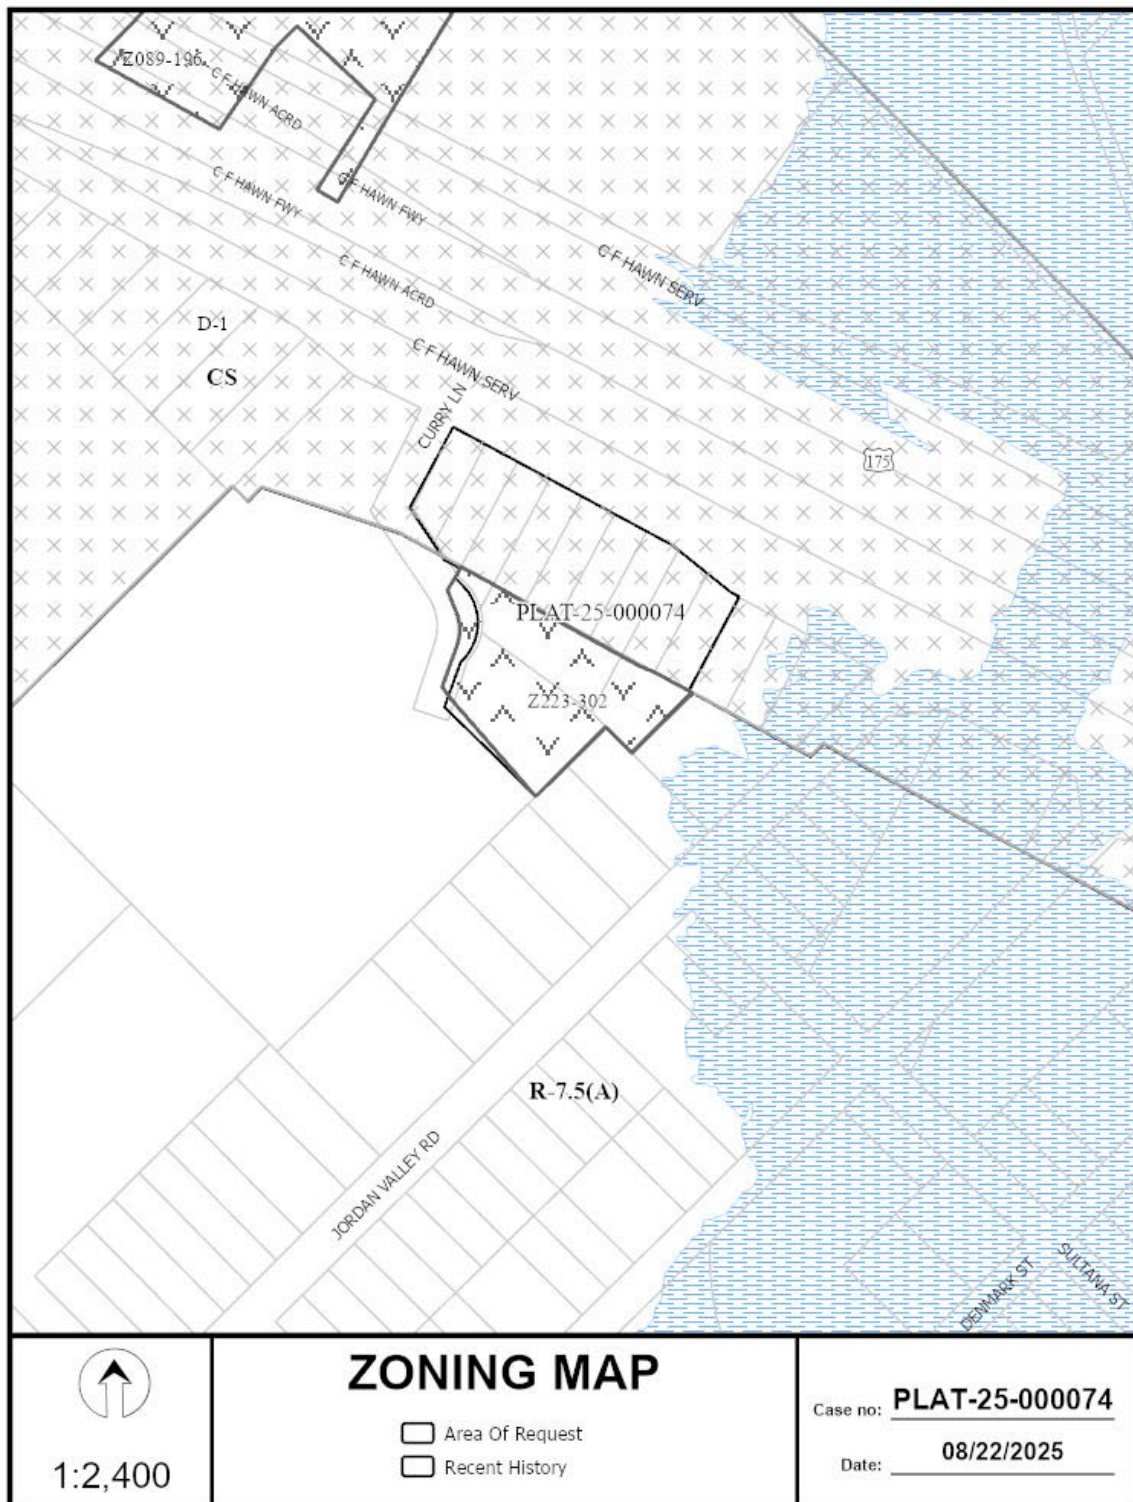 Z089-196
C F HAWN ACRD
C F HAWN FWY
C F HAWN FWY
C F HAWN SERV
C F HAWN ACRD
D-1
C F HAWN SERV
CS
CURRY LN
175
PLAT-25-000074
Z223-302
R-7.5(A)
JORDAN VALLEY RD
DENMARK ST
SULTANA ST
1:2,400
ZONING MAP
Area Of Request
Recent History
Case no: PLAT-25-000074
Date: 08/22/2025